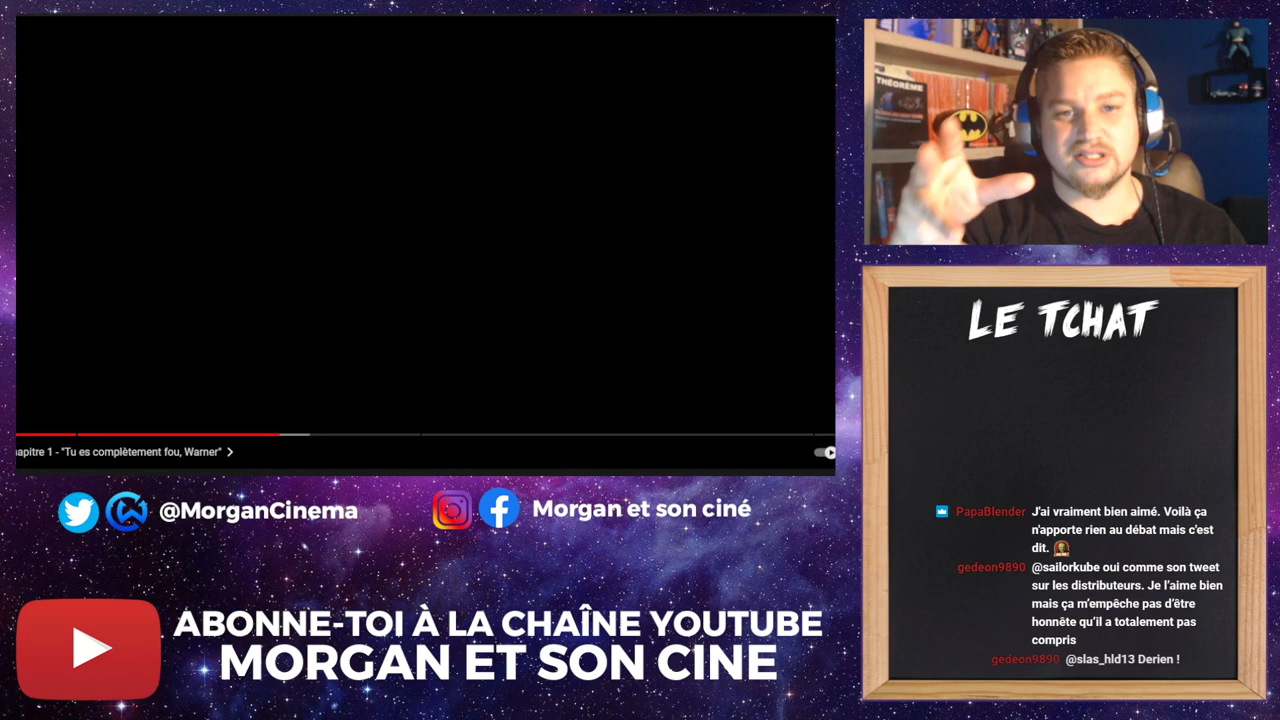 apitre 1 - "Tu es complètement fou, Warner"
@MorganCinema
Morgan et son ciné
ABONNE-TOI À LA CHAÎNE YOUTUBE
MORGAN ET SON CINE
THÉORÈME
LE TCHAT
PapaBlender J'ai vraiment bien aimé. Voilà ça
n'apporte rien au débat mais c'est
dit.
gedeon9890 @sailorkube oui comme son tweet
sur les distributeurs. Je l'aime bien
mais ça m'empêche pas d'être
honnête qu'il a totalement pas
compris
gedeon9890 @slas_hld13 Derien !